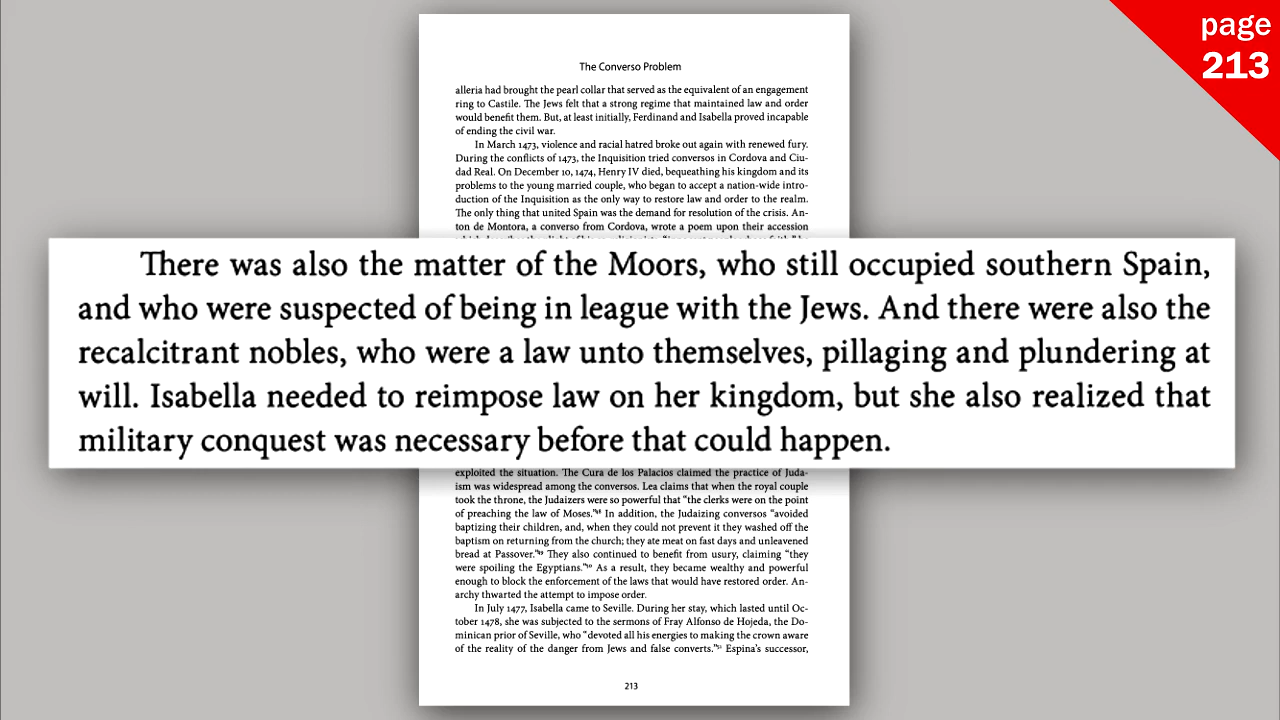 page
213
The Converso Problem
alleria had brought the pearl collar that served as the equivalent of an engagement
ring to Castile. The Jews felt that a strong regime that maintained law and order
would benefit them. But, at least initially, Ferdinand and Isabella proved incapable
of ending the civil war.
In March 1473, violence and racial hatred broke out again with renewed fury.
During the conflicts of 1473, the Inquisition tried conversos in Cordova and Ciu-
dad Real. On December 10, 1474, Henry IV died, bequeathing his kingdom and its
problems to the young married couple, who began to accept a nation-wide intro-
duction of the Inquisition as the only way to restore law and order to the realm.
The only thing that united Spain was the demand for resolution of the crisis. An-
ton de Montora, a converso from Cordova, wrote a poem upon their accession
There was also the matter of the Moors, who still occupied southern Spain,
and who were suspected of being in league with the Jews. And there were also the
recalcitrant nobles, who were a law unto themselves, pillaging and plundering at
will. Isabella needed to reimpose law on her kingdom, but she also realized that
military conquest was necessary before that could happen.
exploited the situation. The Cura de los Palacios claimed the practice of Juda-
ism was widespread among the conversos. Lea claims that when the royal couple
took the throne, the Judaizers were so powerful that “the clerks were on the point
of preaching the law of Moses.”⁴⁸ In addition, the Judaizing conversos “avoided
baptizing their children, and, when they could not prevent it they washed off the
baptism on returning from the church; they ate meat on fast days and unleavened
bread at Passover.”⁴⁹ They also continued to benefit from usury, claiming “they
were spoiling the Egyptians.”⁵⁰ As a result, they became wealthy and powerful
enough to block the enforcement of the laws that would have restored order. An-
archy thwarted the attempt to impose order.
In July 1477, Isabella came to Seville. During her stay, which lasted until Oc-
tober 1478, she was subjected to the sermons of Fray Alfonso de Hojeda, the Do-
minican prior of Seville, who “devoted all his energies to making the crown aware
of the reality of the danger from Jews and false converts.”⁵¹ Espina’s successor,
213